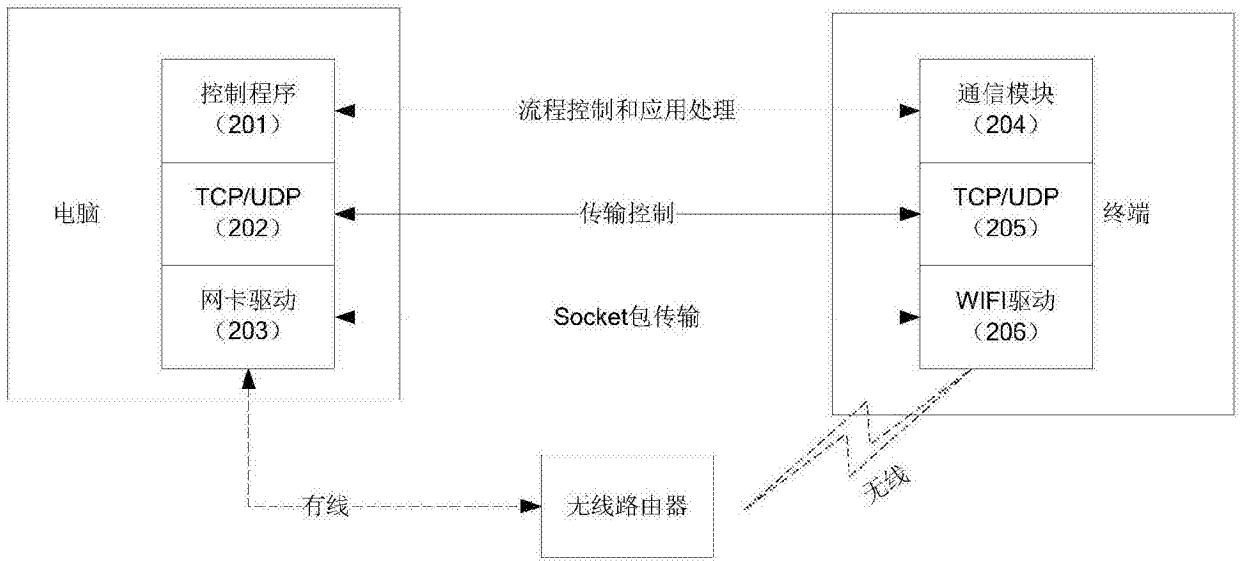 控制程序
（201）
流程控制和应用处理
通信模块
（204）
电脑
TCP/UDP
（202）
传输控制
TCP/UDP
（205）
终端
网卡驱动
（203）
Socket包传输
WIFI驱动
（206）
有线
无线路由器
无线